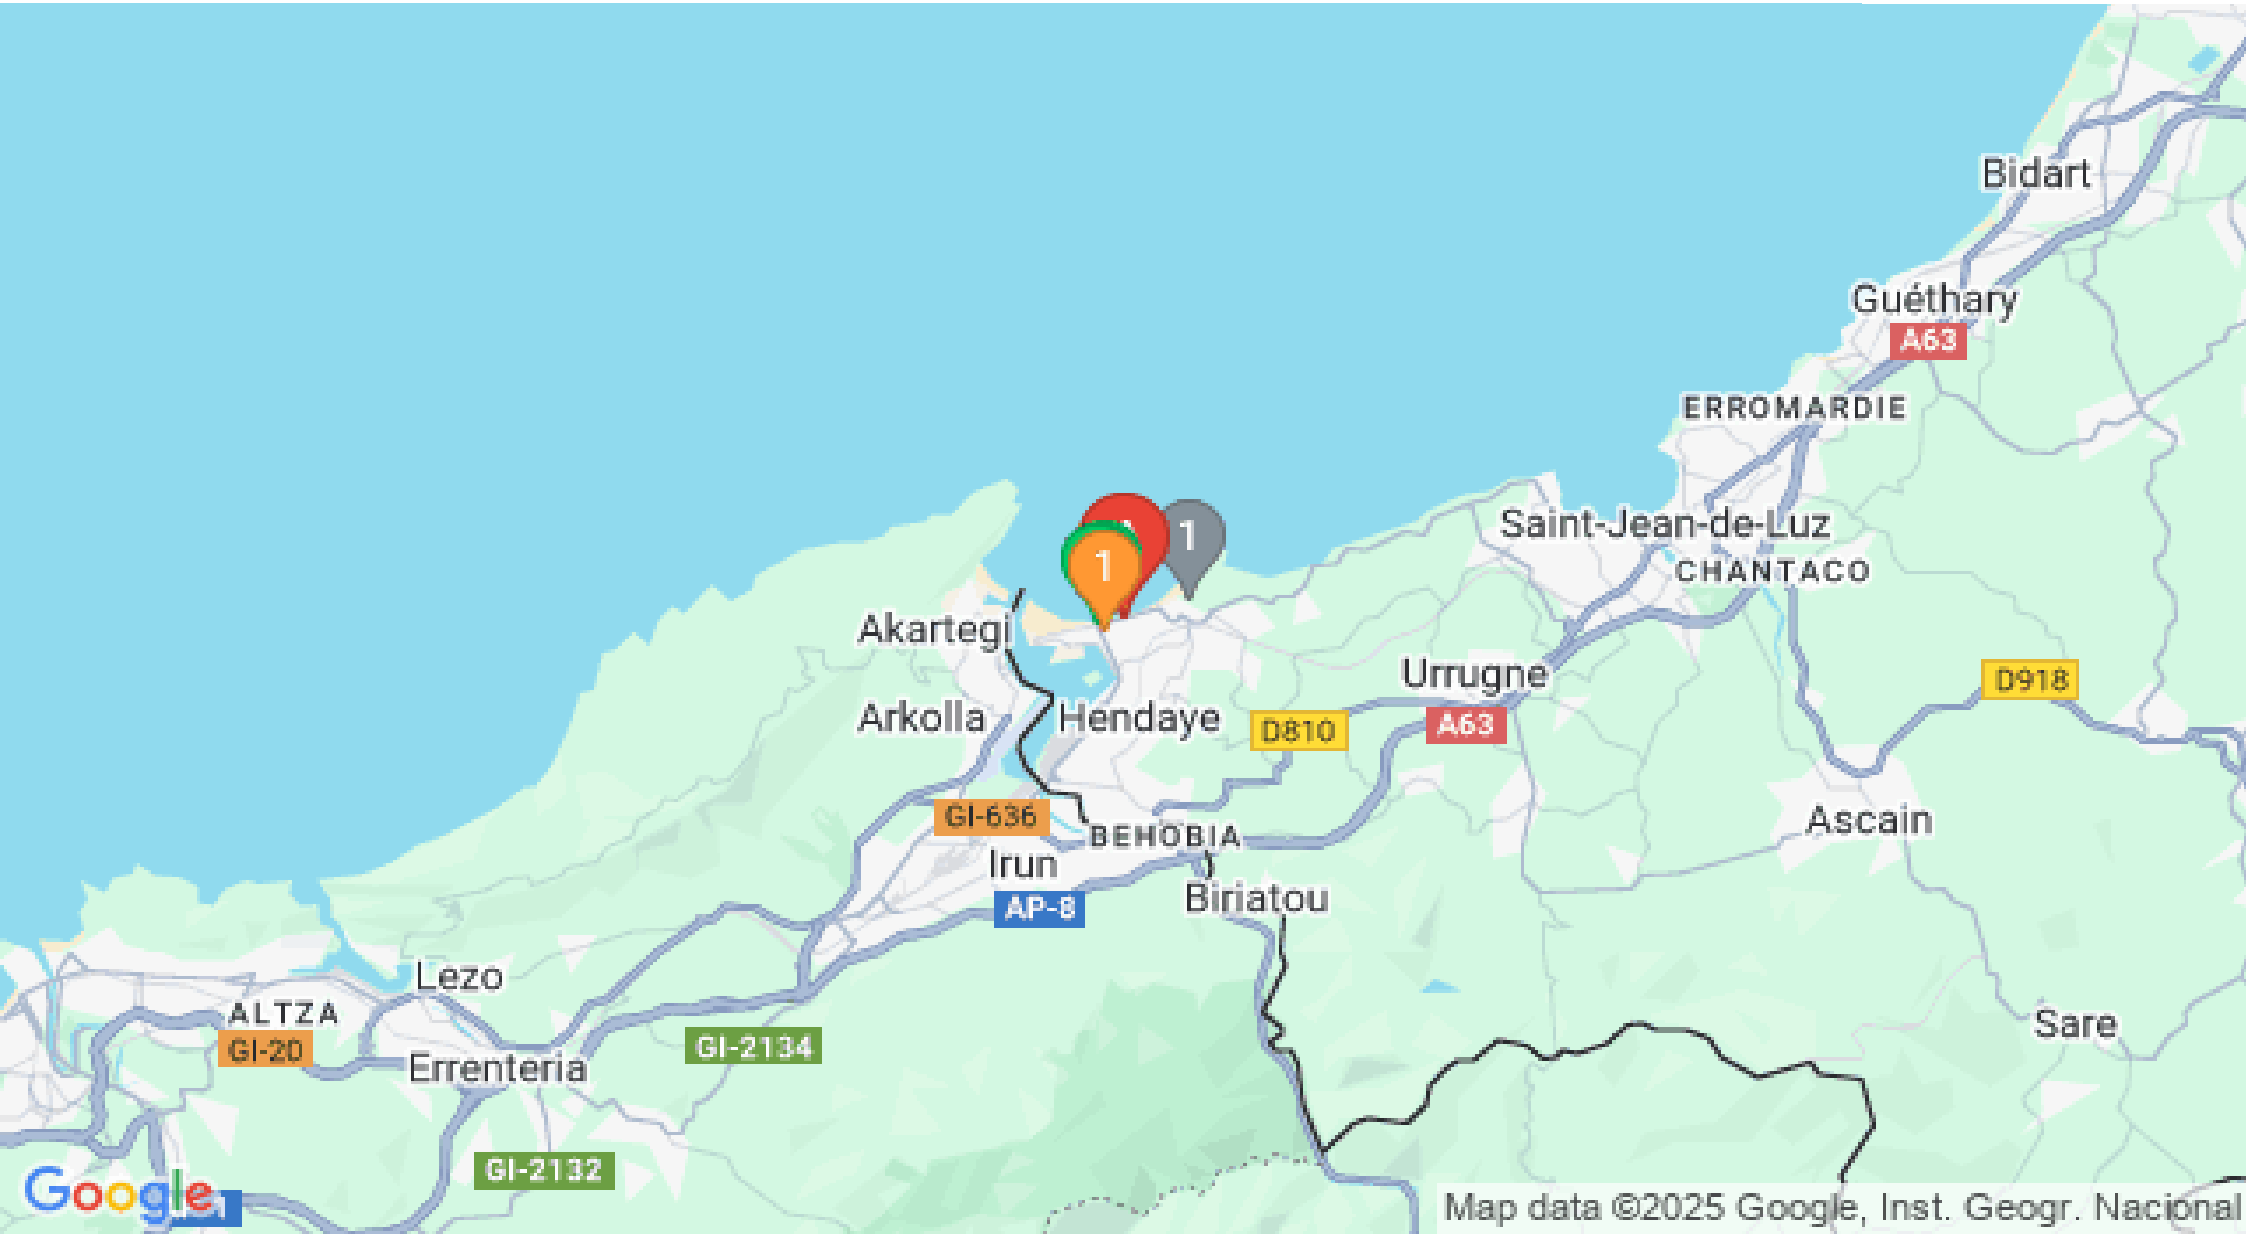 Bidart
Guéthary
A63
ERROMARDIE
Saint-Jean-de-Luz
1
CHANTACO
1
Akartegi
Urrugne
D918
Arkolla
Hendaye
D810
A63
GI-636
BEHOBIA
Ascain
Irun
AP-8
Biriatou
Lezo
ALTZA
Sare
GI-20
GI-2134
Errenteria
GI-2132
Google
Map data ©2025 Google, Inst. Geogr. Nacional